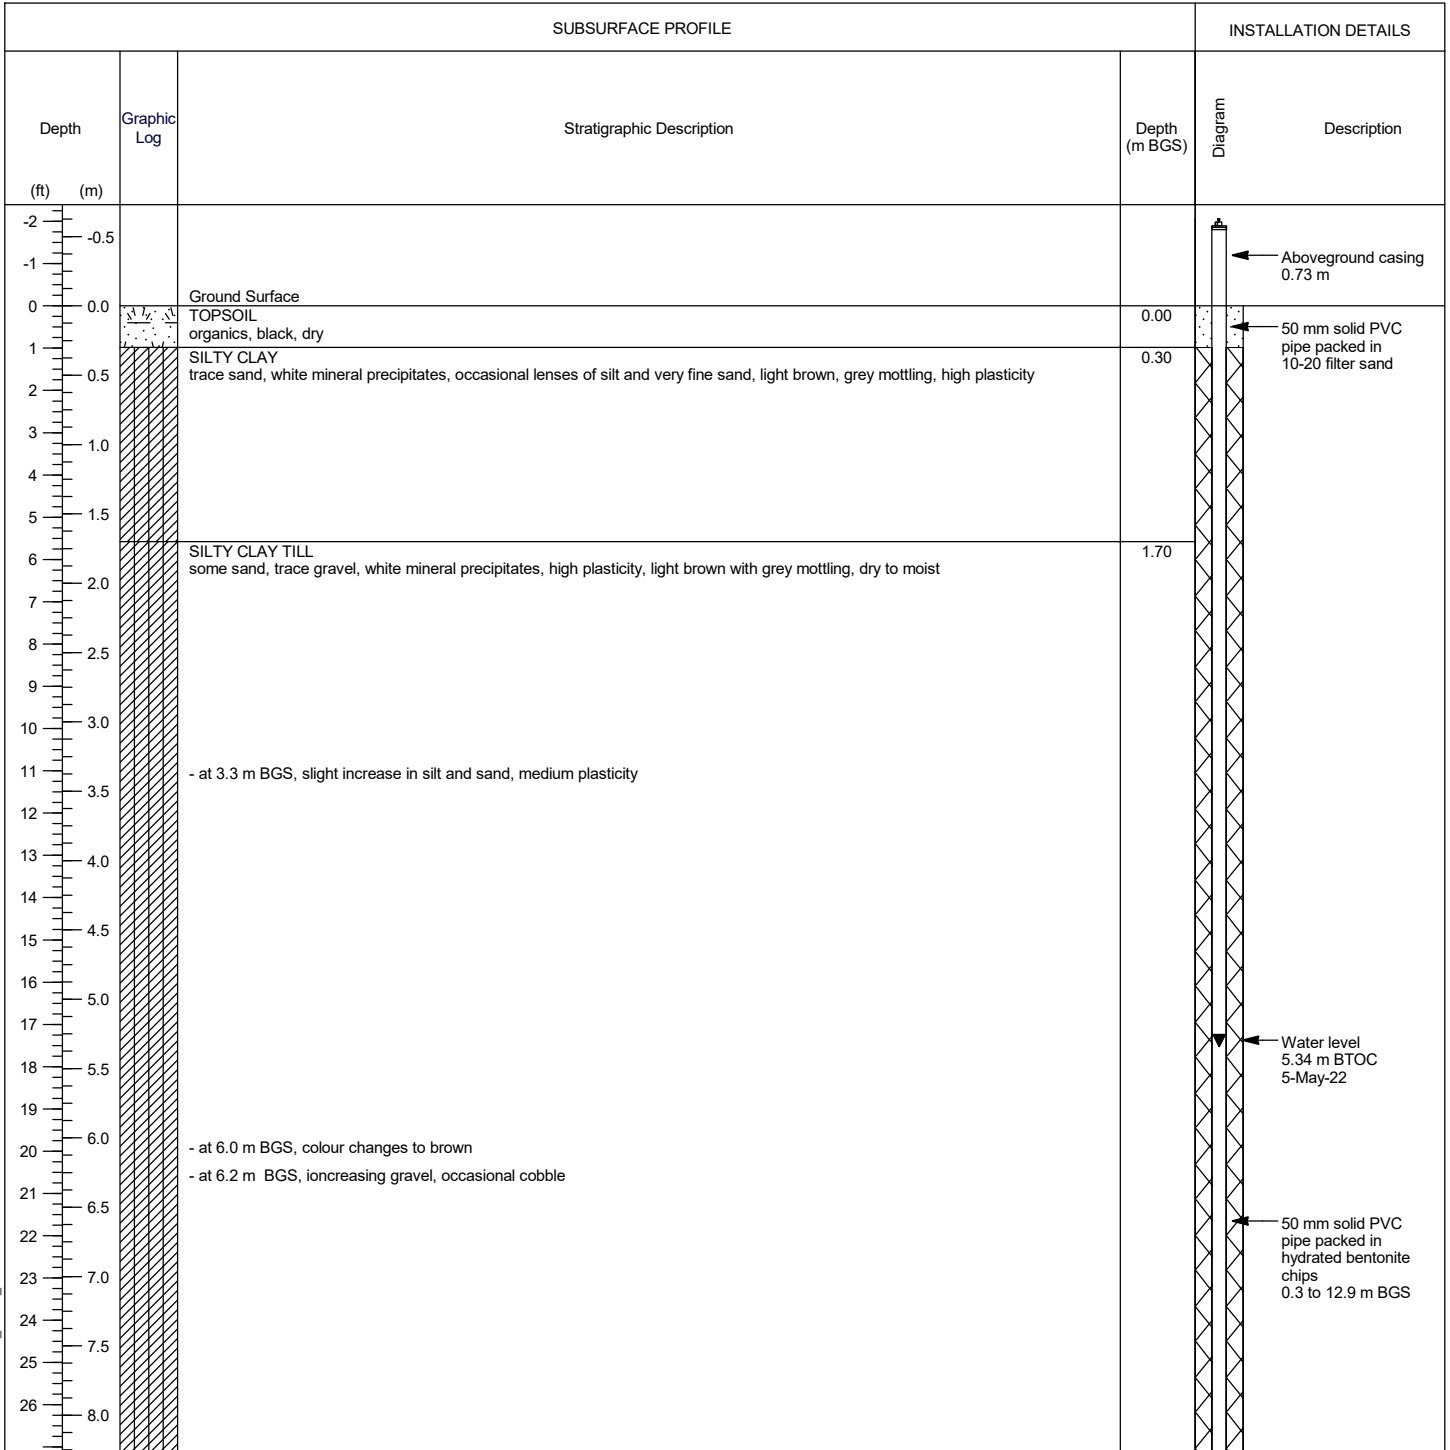 SUBSURFACE PROFILE
INSTALLATION DETAILS
Depth
Graphic
Log
Stratigraphic Description
Depth
(m BGS)
Diagram
Description
(ft) (m)
-2
-0.5
-1
0
0.0
1
0.5
2
3
1.0
4
1.5
5
6
2.0
7
8
2.5
9
10
3.0
11
3.5
12
13
4.0
14
4.5
15
16
5.0
17
18
5.5
19
6.0
20
21
6.5
22
23
7.0
24
7.5
25
26
8.0
Ground Surface
TOPSOIL
organics, black, dry
0.00
SILTY CLAY
trace sand, white mineral precipitates, occasional lenses of silt and very fine sand, light brown, grey mottling, high plasticity
0.30
SILTY CLAY TILL
some sand, trace gravel, white mineral precipitates, high plasticity, light brown with grey mottling, dry to moist
1.70
- at 3.3 m BGS, slight increase in silt and sand, medium plasticity
- at 6.0 m BGS, colour changes to brown
- at 6.2 m  BGS, ioncreasing gravel, occasional cobble
Aboveground casing
0.73 m
50 mm solid PVC
pipe packed in
10-20 filter sand
Water level
5.34 m BTOC
5-May-22
50 mm solid PVC
pipe packed in
hydrated bentonite
chips
0.3 to 12.9 m BGS